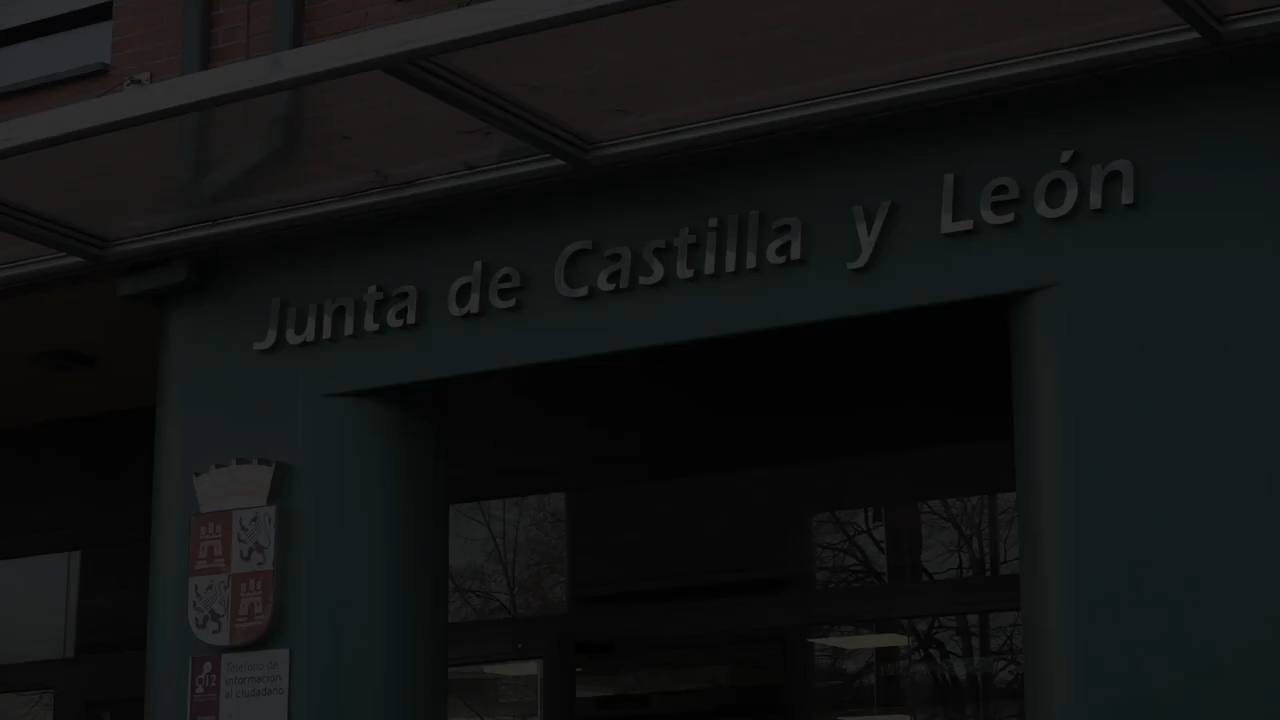 Junta de Castilla y León
012
Teléfono de
información
al ciudadano